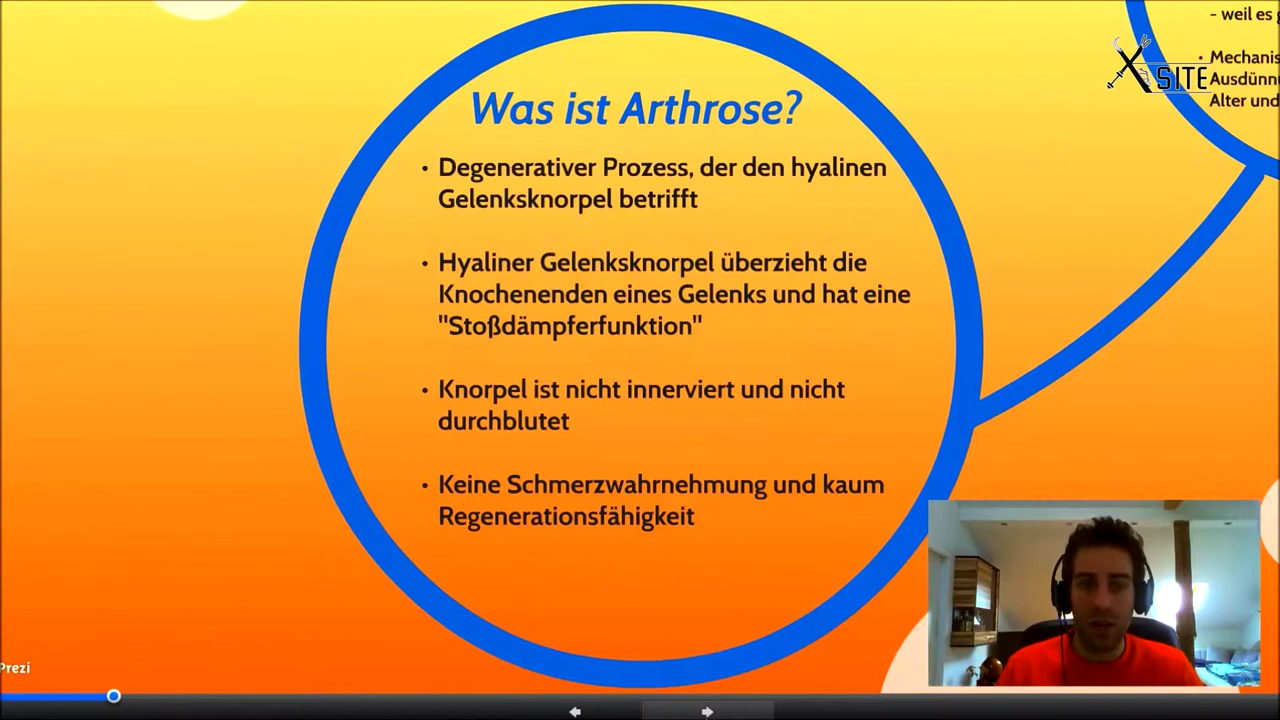 Was ist Arthrose?
• Degenerativer Prozess, der den hyalinen
Gelenksknorpel betrifft
• Hyaliner Gelenksknorpel überzieht die
Knochenenden eines Gelenks und hat eine
"Stoßdämpferfunktion"
• Knorpel ist nicht innerviert und nicht
durchblutet
• Keine Schmerzwahrnehmung und kaum
Regenerationsfähigkeit
- weil es
• Mechanis
Ausdünnu
Alter und
X SITE
Prezi